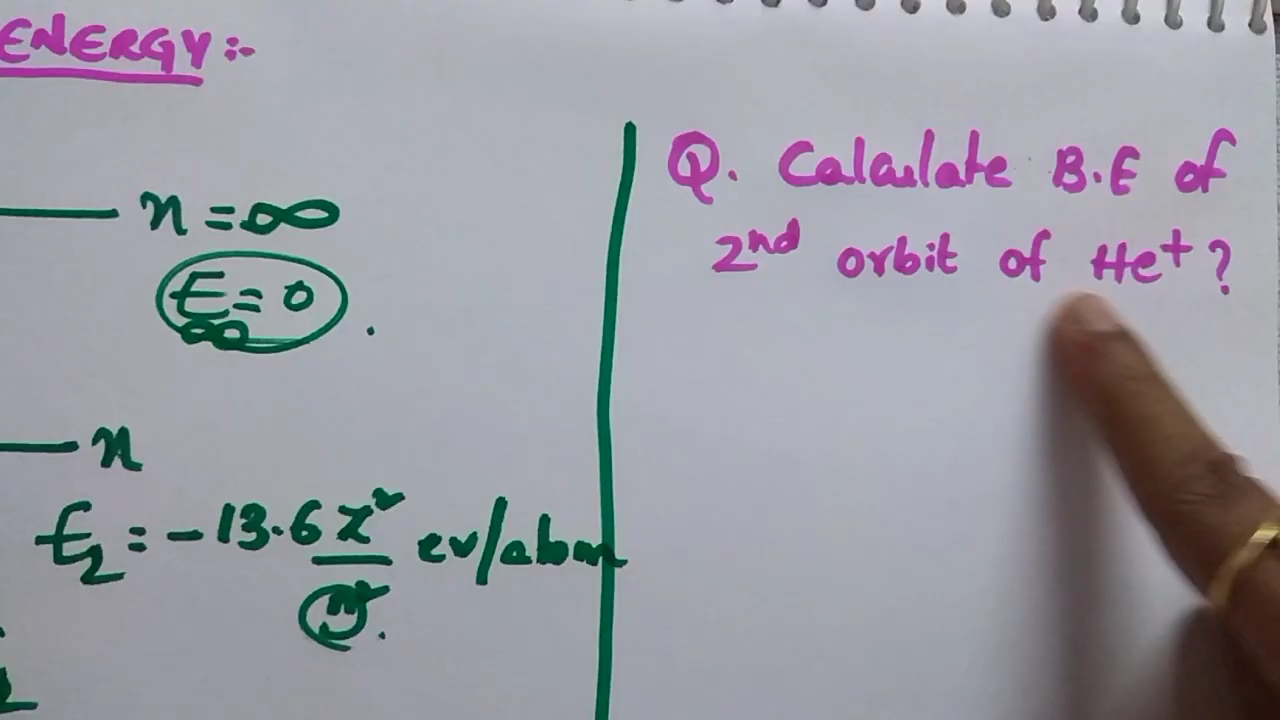 ENERGY:-
n = ∞
E∞ = 0
n
E2 = -13.6 Z²/n² ev/atom
Q. Calculate B.E of
2nd orbit of He+?